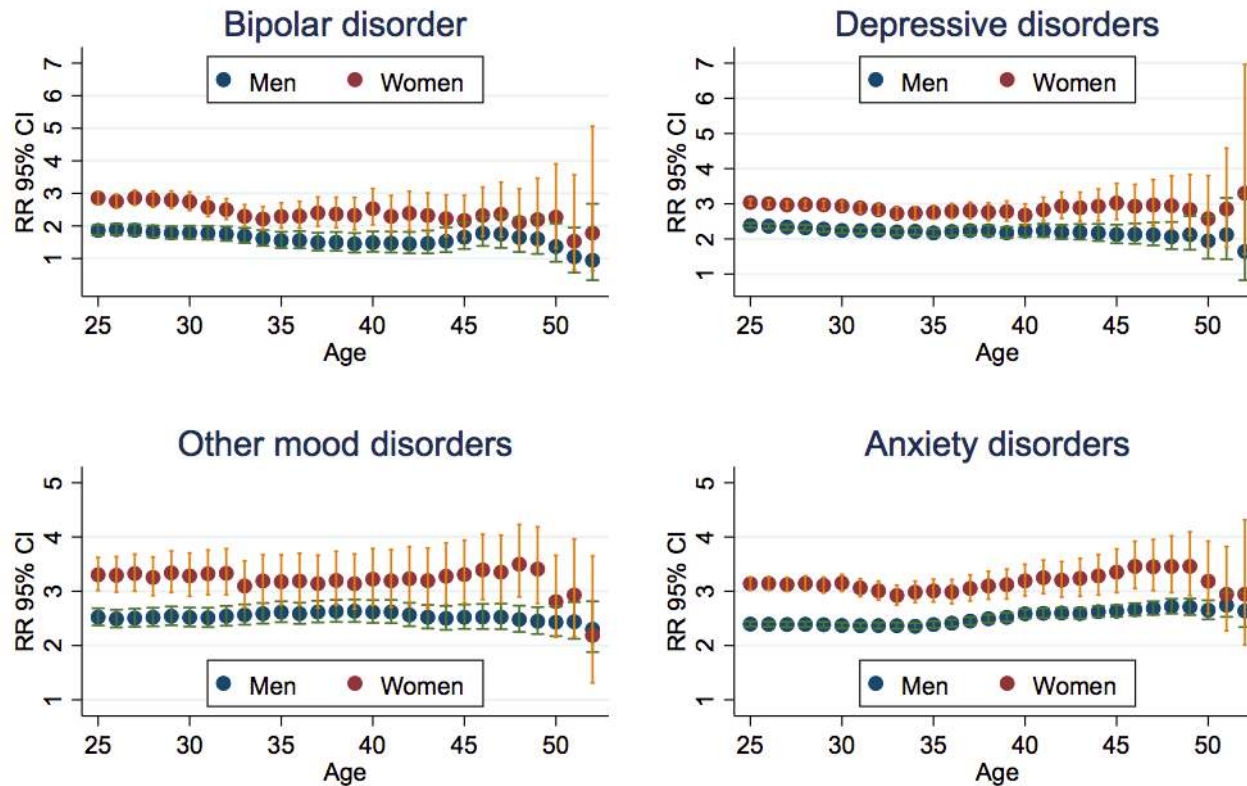 Bipolar disorder
Men Women
RR 95% CI
1 2 3 4 5 6 7
25 30 35 40 45 50
Age
Depressive disorders
Men Women
RR 95% CI
1 2 3 4 5 6 7
25 30 35 40 45 50
Age
Other mood disorders
RR 95% CI
1 2 3 4 5
Men Women
25 30 35 40 45 50
Age
Anxiety disorders
RR 95% CI
1 2 3 4 5
Men Women
25 30 35 40 45 50
Age